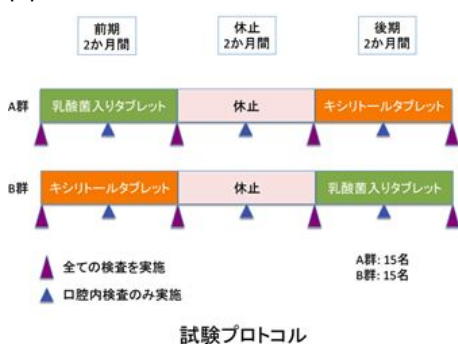 前期
2か月間
休止
2か月間
後期
2か月間
A群
乳酸菌入りタブレット
休止
キシリトールタブレット
B群
キシリトールタブレット
休止
乳酸菌入りタブレット
全ての検査を実施
口腔内検査のみ実施
A群: 15名
B群: 15名
試験プロトコル